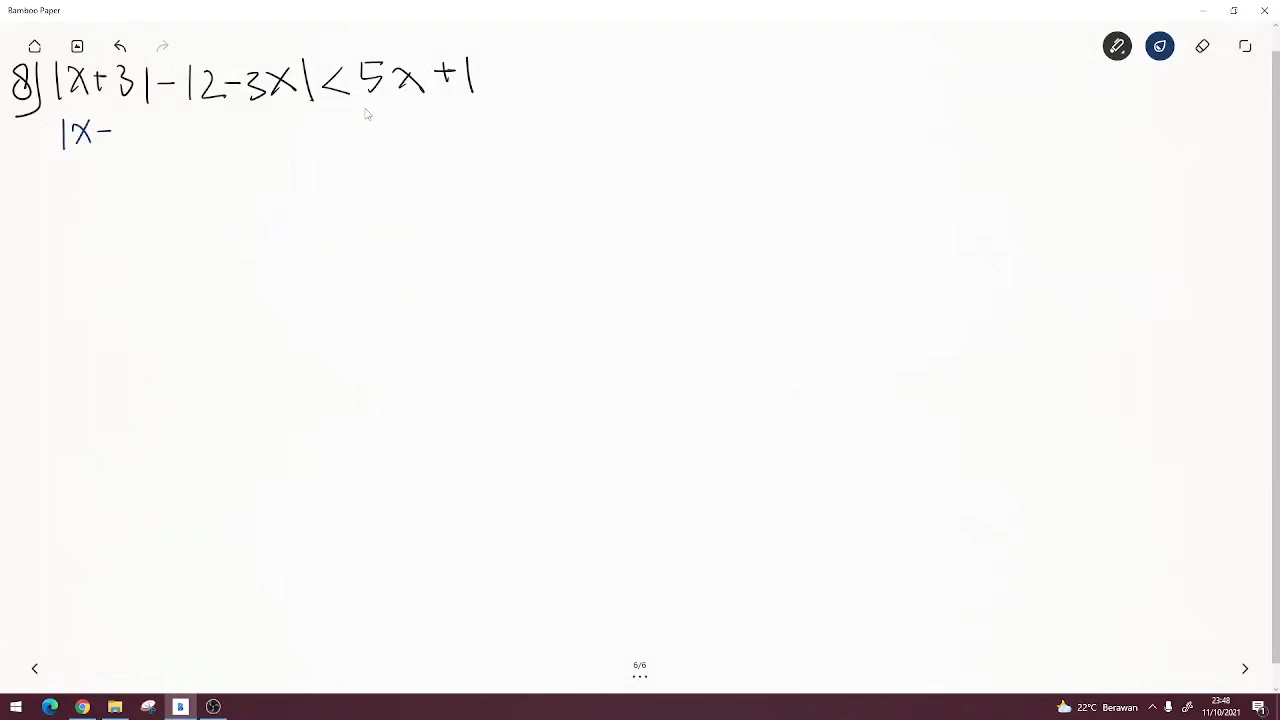 Bamboo Paper
8) |x+3|-|2-3x|<5x+1
|x-
6/6
22°C Berawan
23:48
11/10/2021